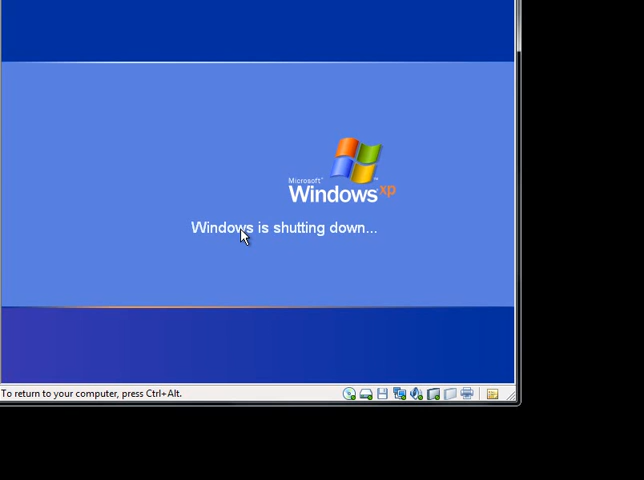 Microsoft
Windows xp
Windows is shutting down...
To return to your computer, press Ctrl+Alt.